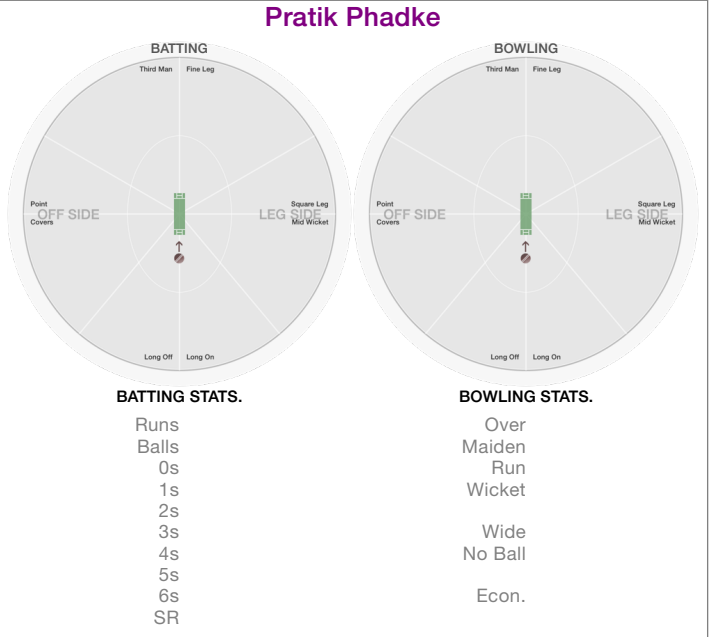 Pratik Phadke
BATTING
Third Man Fine Leg
Point
OFF SIDE
Covers
Square Leg
LEG SIDE
Mid Wicket
Long Off Long On
BOWLING
Third Man Fine Leg
Point
OFF SIDE
Covers
Square Leg
LEG SIDE
Mid Wicket
Long Off Long On
BATTING STATS.
Runs
Balls
0s
1s
2s
3s
4s
5s
6s
SR
BOWLING STATS.
Over
Maiden
Run
Wicket
Wide
No Ball
Econ.